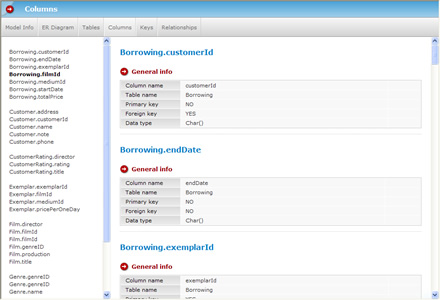 Columns
Model Info
ER Diagram
Tables
Columns
Keys
Relationships
Borrowing.customerId
Borrowing.endDate
Borrowing.exemplarId
Borrowing.filmId
Borrowing.mediumId
Borrowing.startDate
Borrowing.totalPrice
Customer.address
Customer.customerId
Customer.name
Customer.note
Customer.phone
CustomerRating.director
CustomerRating.rating
CustomerRating.title
Exemplar.exemplarId
Exemplar.filmId
Exemplar.mediumId
Exemplar.pricePerOneDay
Film.director
Film.filmId
Film.filmId
Film.genreID
Film.production
Film.title
Genre.genreID
Genre.genreID
Genre.name
Borrowing.customerId
General info
Column name customerId
Table name Borrowing
Primary key NO
Foreign key YES
Data type Char()
Borrowing.endDate
General info
Column name endDate
Table name Borrowing
Primary key NO
Foreign key NO
Data type Char()
Borrowing.exemplarId
General info
Column name exemplarId
Table name Borrowing
Primary key YES